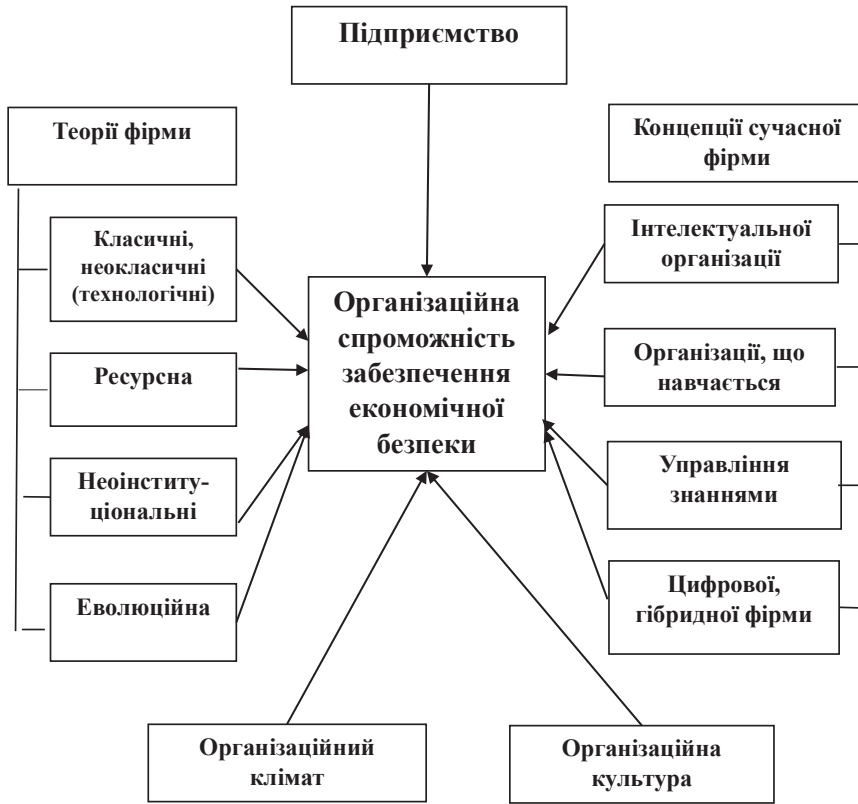 Підприємство
Теорії фірми
Класичні,
неокласичні
(технологічні)
Ресурсна
Неоінститу-
ціональні
Еволюційна
Організаційна
спроможність
забезпечення
економічної
безпеки
Концепції сучасної
фірми
Інтелектуальної
організації
Організації, що
навчається
Управління
знаннями
Цифрової,
гібридної фірми
Організаційний
клімат
Організаційна
культура